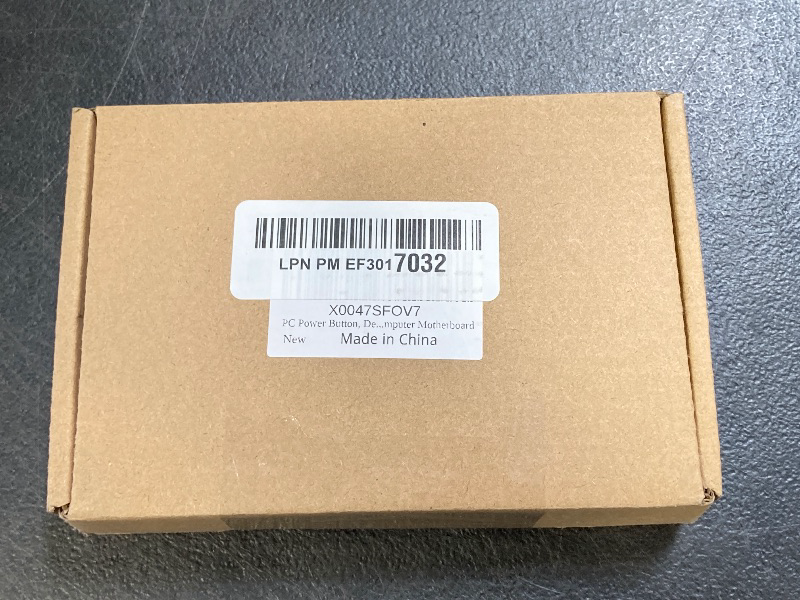 LPN PM EF3017032
X0047SFOV7
PC Power Button, De...mputer Motherboard
New Made in China